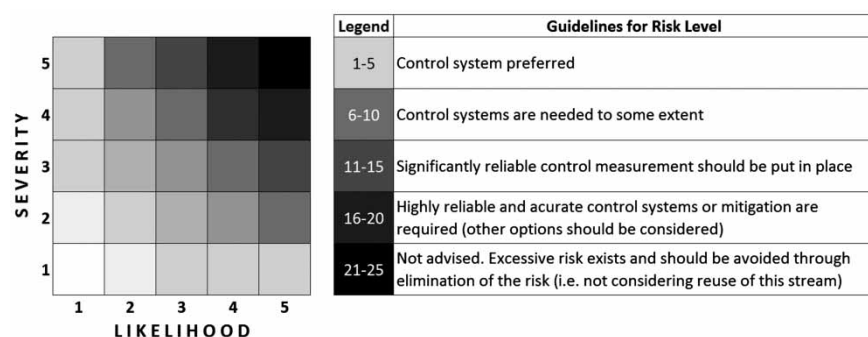 SEVERITY
5
4
3
2
1
1 2 3 4 5
LIKELIHOOD
Legend Guidelines for Risk Level
1-5 Control system preferred
6-10 Control systems are needed to some extent
11-15 Significantly reliable control measurement should be put in place
16-20 Highly reliable and acurate control systems or mitigation are
required (other options should be considered)
21-25 Not advised. Excessive risk exists and should be avoided through
elimination of the risk (i.e. not considering reuse of this stream)